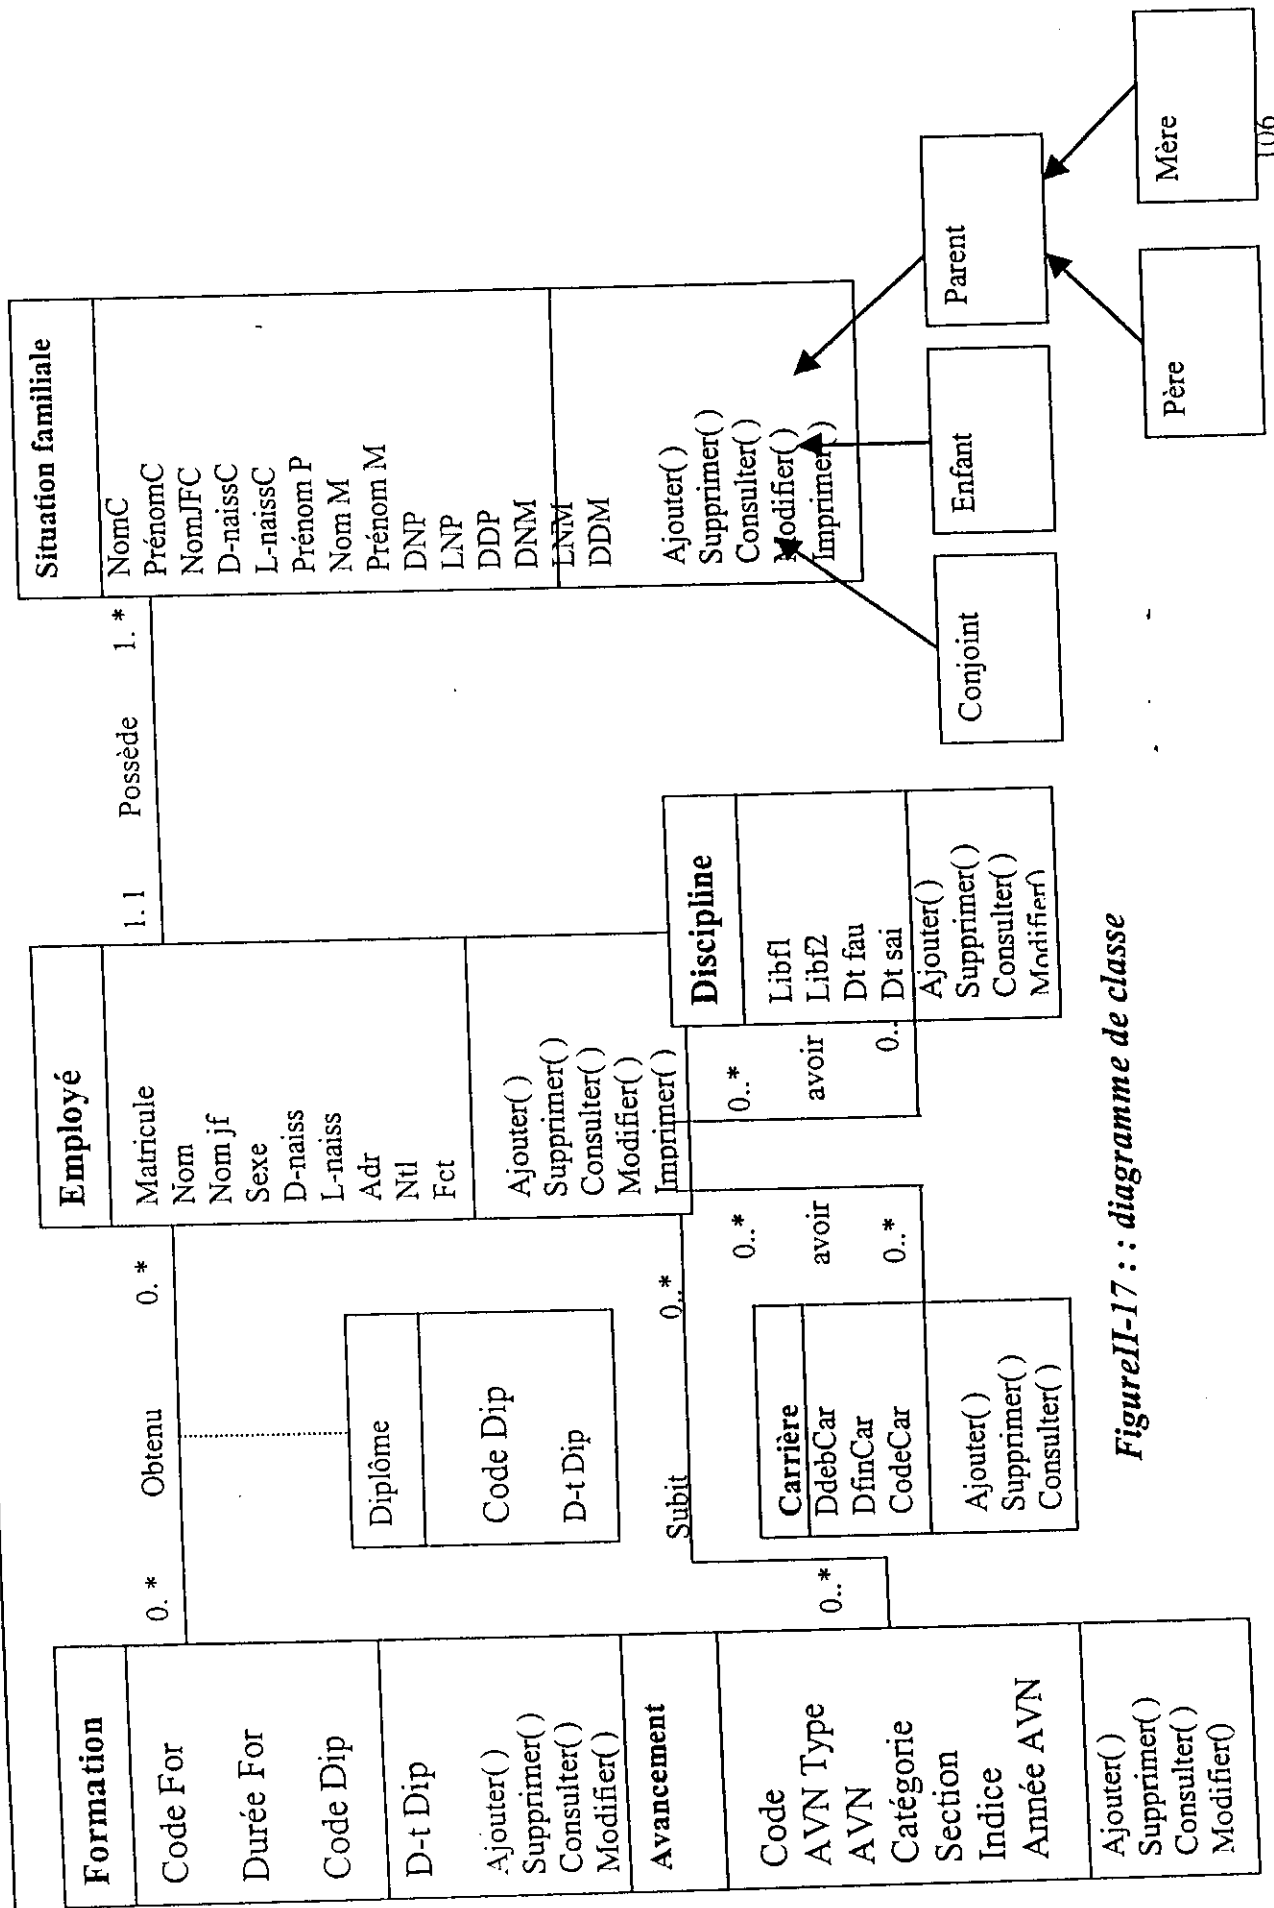 Formation
Code For
Durée For
Code Dip
D-t Dip
Ajouter( )
Supprimer( )
Consulter( )
Modifier( )
Avancement
Code
AVN Type
AVN
Catégorie
Section
Indice
Année AVN
Ajouter( )
Supprimer( )
Consulter( )
Modifier()
0. *
Obtenu
0. *
Diplôme
Code Dip
D-t Dip
Subit
0..*
0..*
Employé
Matricule
Nom
Nom jf
Sexe
D-naiss
L-naiss
Adr
Ntl
Fct
Ajouter( )
Supprimer( )
Consulter( )
Modifier( )
Imprimer( )
0..*
avoir
0..*
Carrière
DdebCar
DfinCar
CodeCar
Ajouter( )
Supprimer( )
Consulter( )
0..*
avoir
0..
Discipline
Libf1
Libf2
Dt fau
Dt sai
Ajouter( )
Supprimer( )
Consulter( )
Modifier()
1. 1
Possède
1. *
Situation familiale
NomC
PrénomC
NomJFC
D-naissC
L-naissC
Prénom P
Nom M
Prénom M
DNP
LNP
DDP
DNM
LNM
DDM
Ajouter( )
Supprimer( )
Consulter( )
Modifier( )
Imprimer( )
Conjoint
Enfant
Parent
Père
Mère
FigureII-17 : : diagramme de classe
106